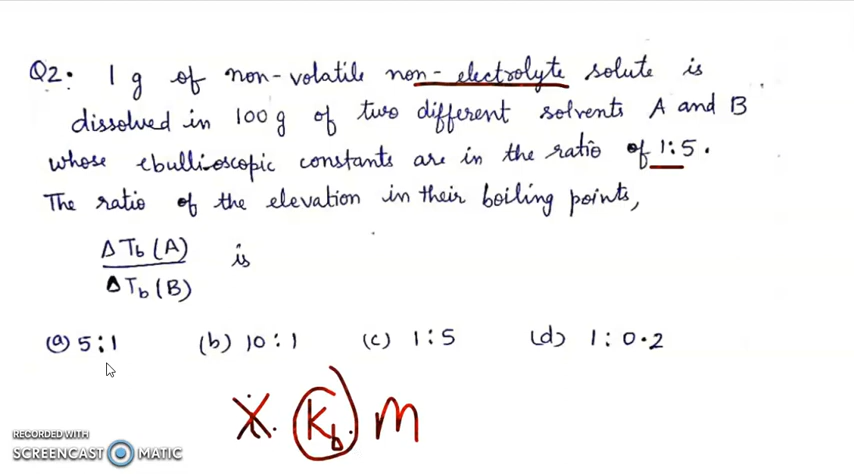 Q2. 1 g of non-volatile non-electrolyte solute is
dissolved in 100 g of two different solvents A and B
whose ebullioscopic constants are in the ratio of 1:5.
The ratio of the elevation in their boiling points,
ΔTb (A)
is
ΔTb (B)
(a) 5:1 (b) 10:1 (c) 1:5 (d) 1:0.2
i. Kb. m
RECORDED WITH
SCREENCAST MATIC